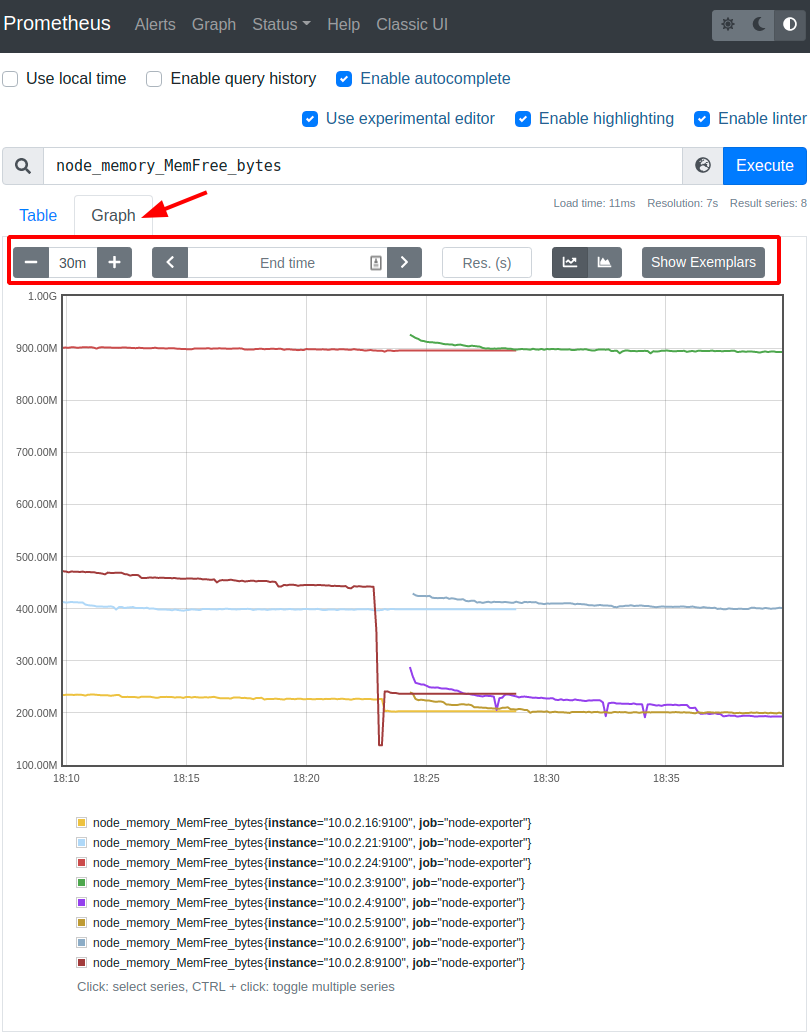 Prometheus Alerts Graph Status Help Classic UI
Use local time Enable query history Enable autocomplete
Use experimental editor Enable highlighting Enable linter
node_memory_MemFree_bytes Execute
Load time: 11ms Resolution: 7s Result series: 8
Table Graph
30m End time Res. (s) Show Exemplars
1.00G
900.00M
800.00M
700.00M
600.00M
500.00M
400.00M
300.00M
200.00M
100.00M
18:10 18:15 18:20 18:25 18:30 18:35
node_memory_MemFree_bytes{instance="10.0.2.16:9100", job="node-exporter"}
node_memory_MemFree_bytes{instance="10.0.2.21:9100", job="node-exporter"}
node_memory_MemFree_bytes{instance="10.0.2.24:9100", job="node-exporter"}
node_memory_MemFree_bytes{instance="10.0.2.3:9100", job="node-exporter"}
node_memory_MemFree_bytes{instance="10.0.2.4:9100", job="node-exporter"}
node_memory_MemFree_bytes{instance="10.0.2.5:9100", job="node-exporter"}
node_memory_MemFree_bytes{instance="10.0.2.6:9100", job="node-exporter"}
node_memory_MemFree_bytes{instance="10.0.2.8:9100", job="node-exporter"}
Click: select series, CTRL + click: toggle multiple series